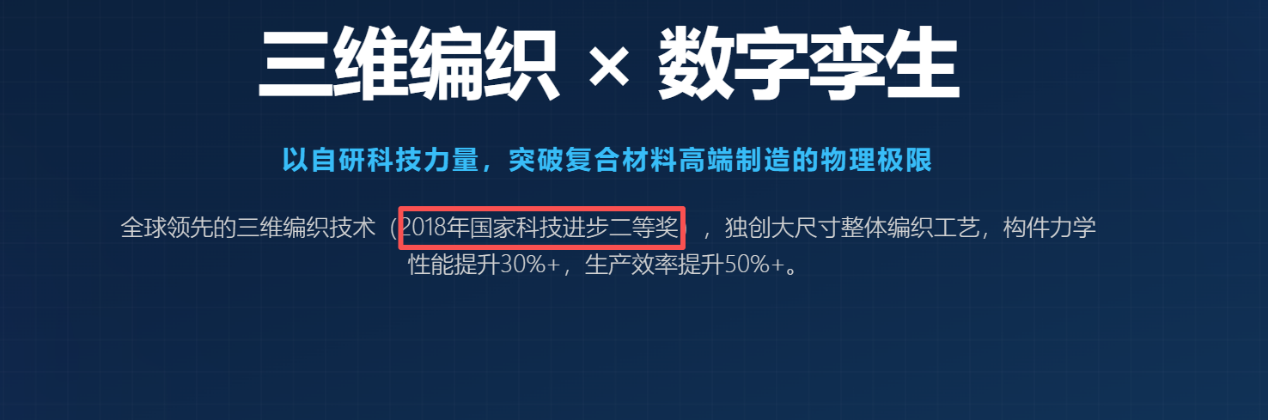 三维编织 × 数字孪生
以自研科技力量，突破复合材料高端制造的物理极限
全球领先的三维编织技术（2018年国家科技进步二等奖），独创大尺寸整体编织工艺，构件力学
性能提升30%+，生产效率提升50%+。